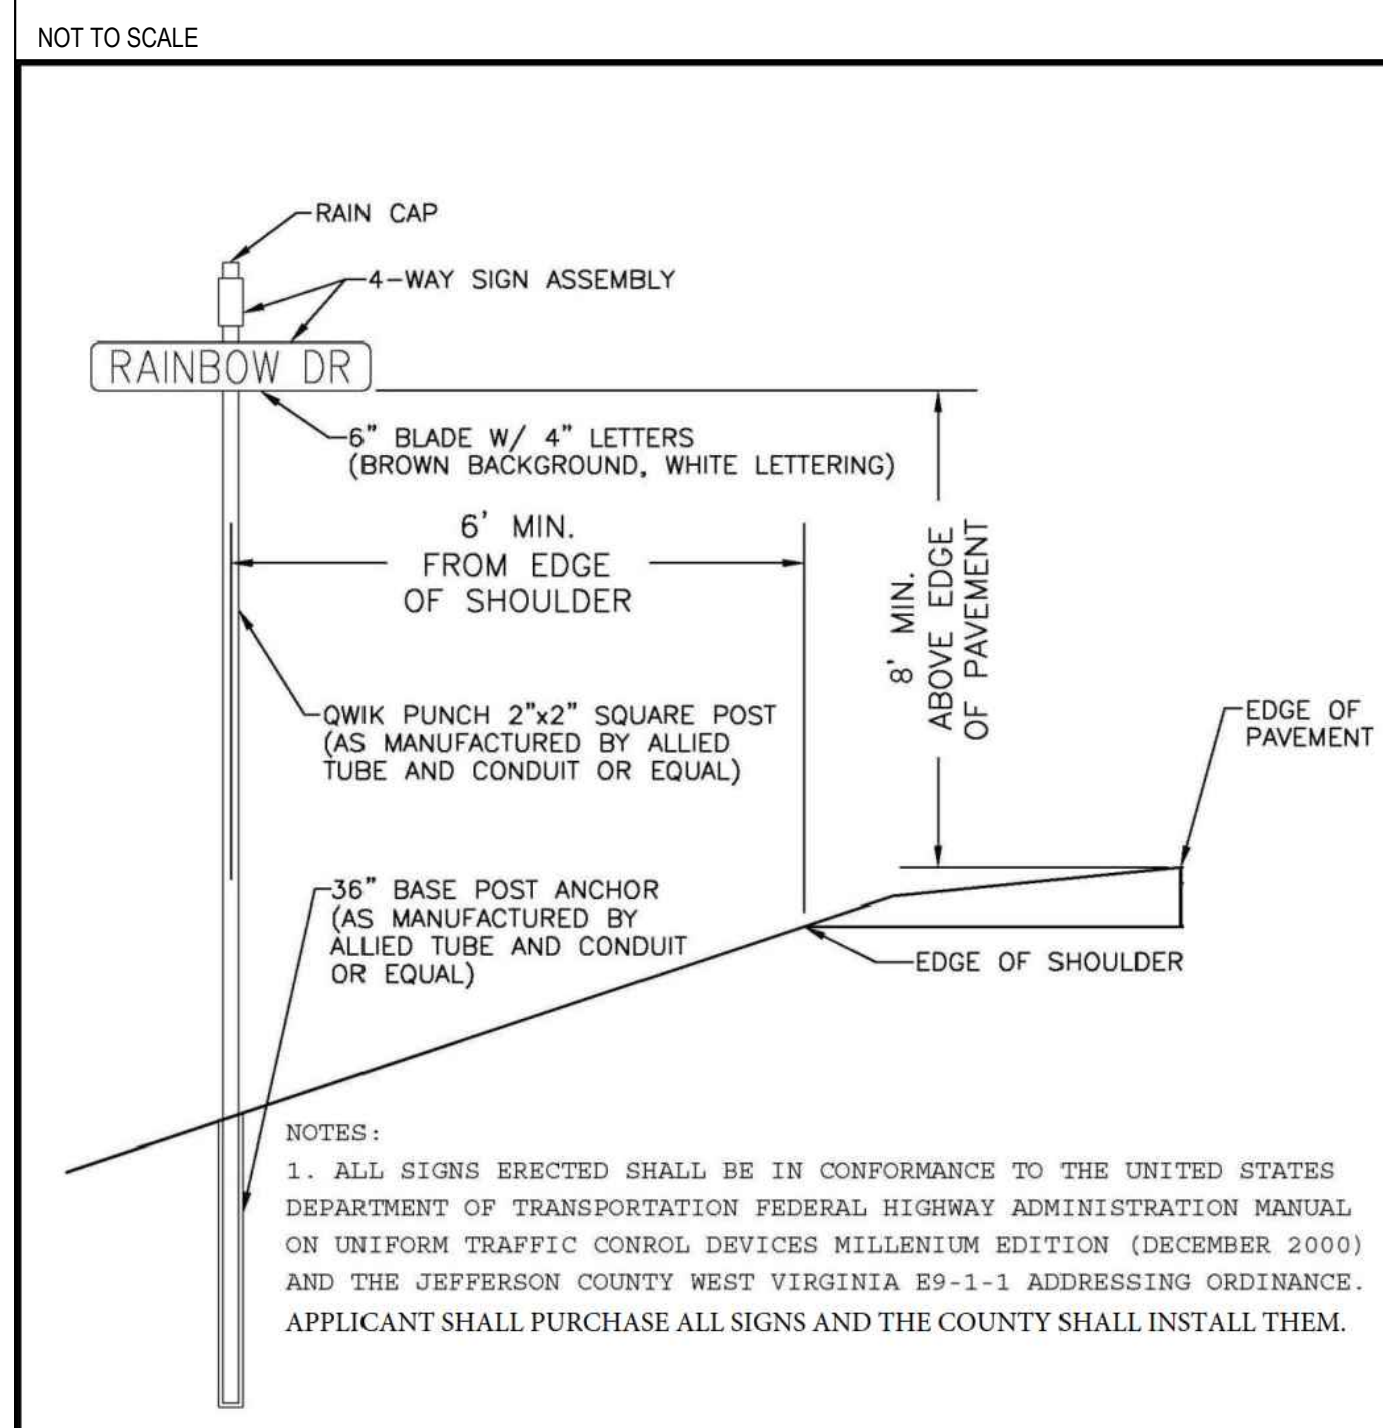 NOT TO SCALE
RAIN CAP
4-WAY SIGN ASSEMBLY
RAINBOW DR
6" BLADE W/ 4" LETTERS
(BROWN BACKGROUND, WHITE LETTERING)
6' MIN.
FROM EDGE
OF SHOULDER
8' MIN.
ABOVE EDGE
OF PAVEMENT
QWIK PUNCH 2"x2" SQUARE POST
(AS MANUFACTURED BY ALLIED
TUBE AND CONDUIT OR EQUAL)
EDGE OF
PAVEMENT
36" BASE POST ANCHOR
(AS MANUFACTURED BY
ALLIED TUBE AND CONDUIT
OR EQUAL)
EDGE OF SHOULDER
NOTES:
1. ALL SIGNS ERECTED SHALL BE IN CONFORMANCE TO THE UNITED STATES
DEPARTMENT OF TRANSPORTATION FEDERAL HIGHWAY ADMINISTRATION MANUAL
ON UNIFORM TRAFFIC CONROL DEVICES MILLENIUM EDITION (DECEMBER 2000)
AND THE JEFFERSON COUNTY WEST VIRGINIA E9-1-1 ADDRESSING ORDINANCE.
APPLICANT SHALL PURCHASE ALL SIGNS AND THE COUNTY SHALL INSTALL THEM.